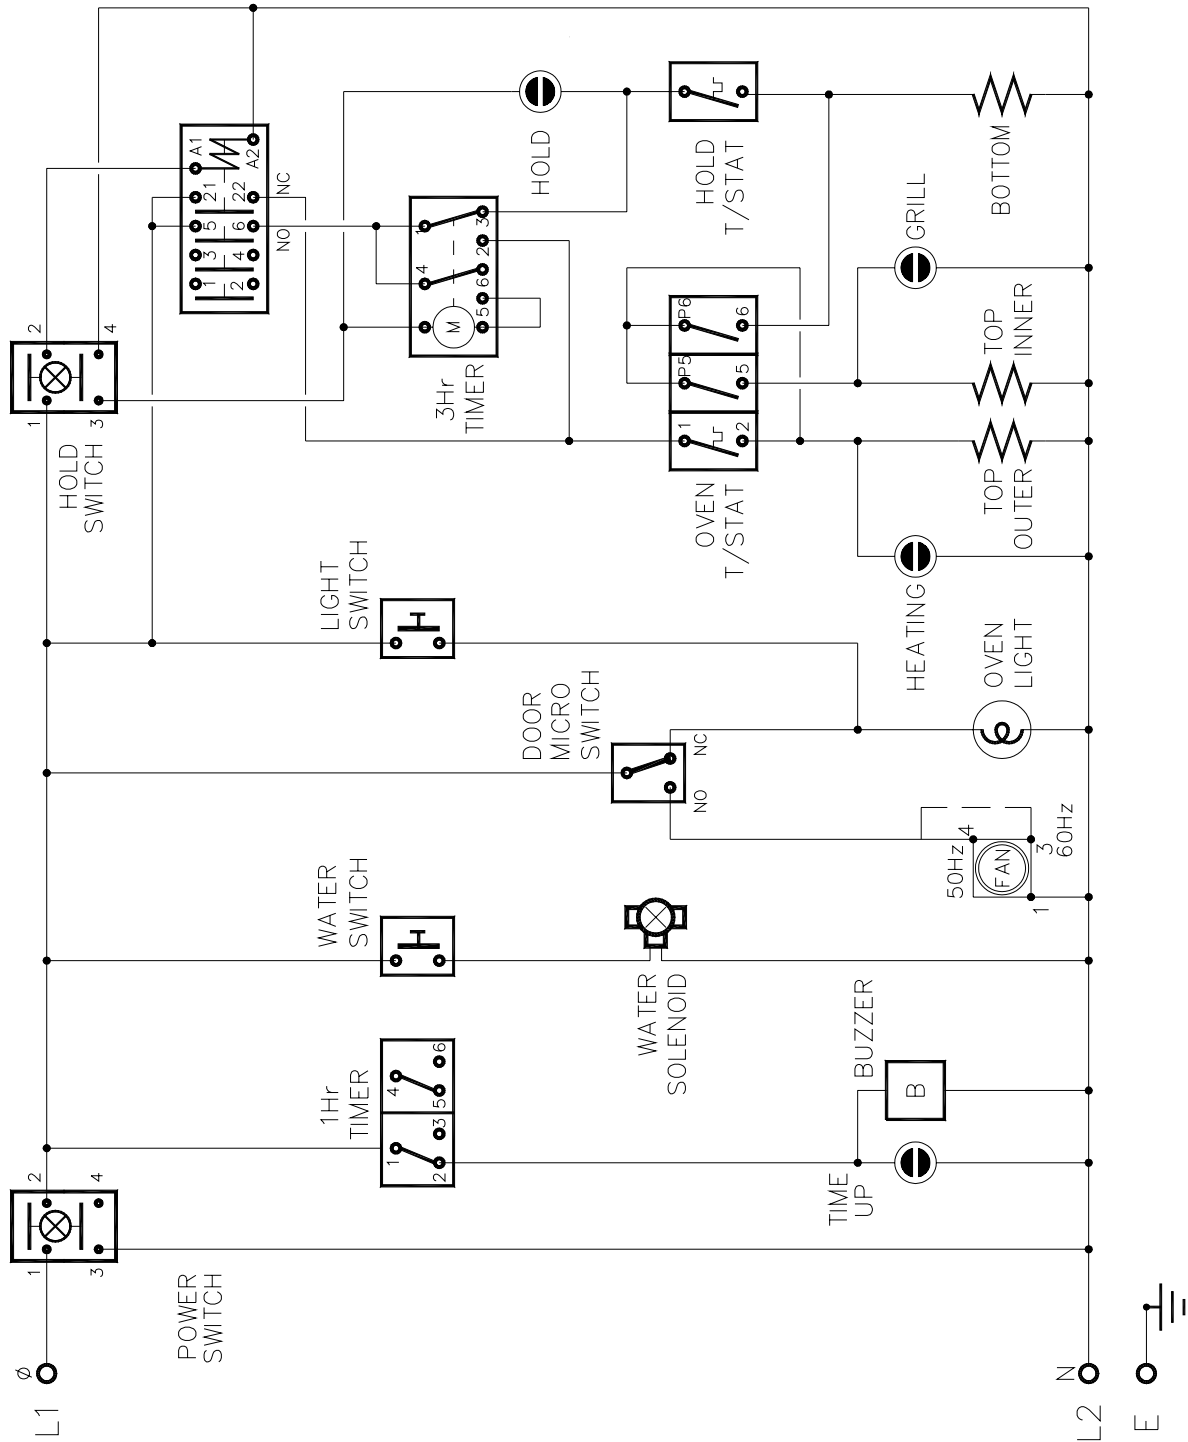 L1
Ø
L2
N
E
POWER
SWITCH
1
2
3
4
1Hr
TIMER
1
2
3
4
5
6
TIME
UP
BUZZER
B
WATER
SWITCH
WATER
SOLENOID
50Hz
4
FAN
3
60Hz
1
DOOR
MICRO
SWITCH
NO
NC
OVEN
LIGHT
LIGHT
SWITCH
HOLD
SWITCH
1
2
3
4
1
3
5
21
A1
2
4
6
22
A2
NO
NC
3Hr
TIMER
M
4
1
5
6
2
3
HOLD
HOLD
T/STAT
OVEN
T/STAT
1
P5
P6
2
5
6
HEATING
GRILL
TOP
OUTER
TOP
INNER
BOTTOM